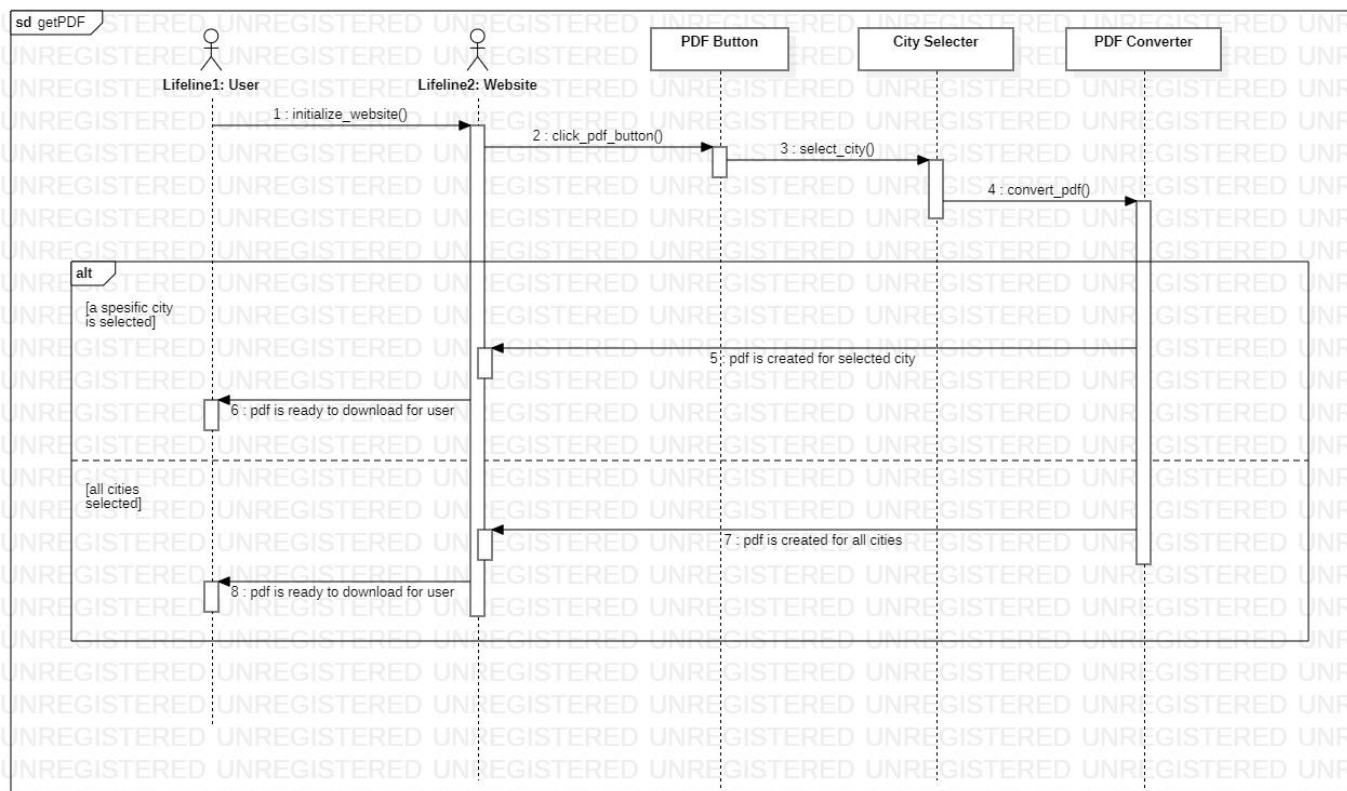 sd getPDF
Lifeline1: User
Lifeline2: Website
PDF Button
City Selecter
PDF Converter
1 : initialize_website()
2 : click_pdf_button()
3 : select_city()
4 : convert_pdf()
alt
[a spesific city
is selected]
5 : pdf is created for selected city
6 : pdf is ready to download for user
[all cities
selected]
7 : pdf is created for all cities
8 : pdf is ready to download for user
UNREGISTERED